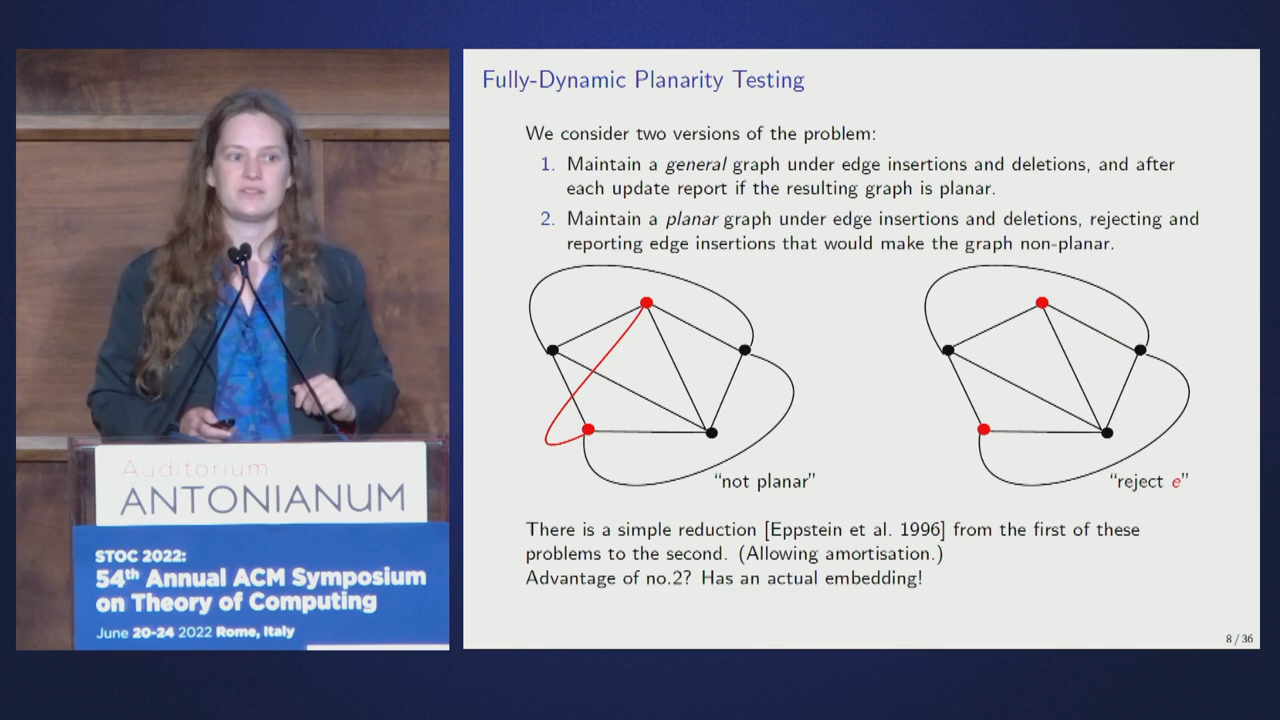 Auditorium
ANTONIANUM
STOC 2022:
54th Annual ACM Symposium
on Theory of Computing
June 20-24 2022 Rome, Italy
Fully-Dynamic Planarity Testing
We consider two versions of the problem:
1. Maintain a general graph under edge insertions and deletions, and after
each update report if the resulting graph is planar.
2. Maintain a planar graph under edge insertions and deletions, rejecting and
reporting edge insertions that would make the graph non-planar.
“not planar”
“reject e”
There is a simple reduction [Eppstein et al. 1996] from the first of these
problems to the second. (Allowing amortisation.)
Advantage of no.2? Has an actual embedding!
8 / 36